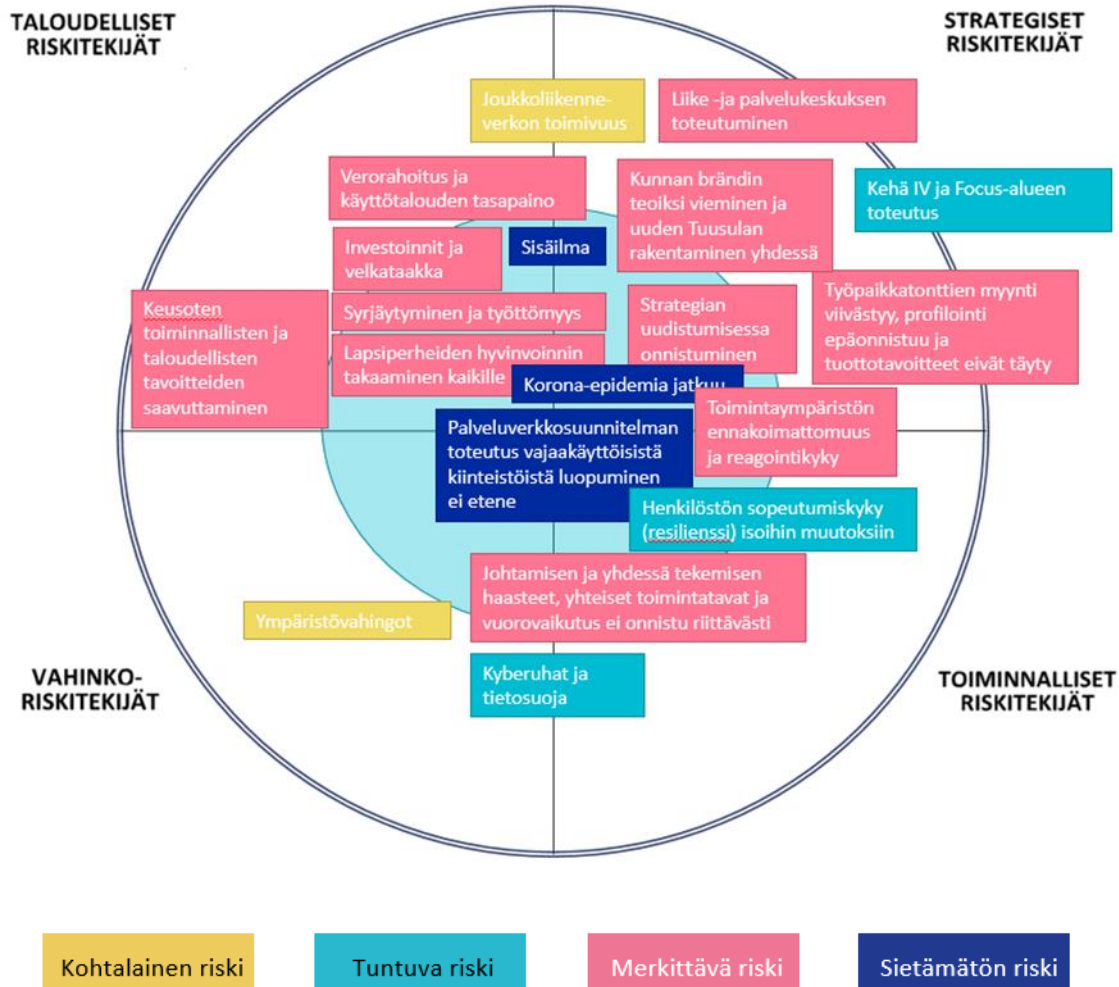 TALOUDELLISET
RISKITEKIJÄT
STRATEGISET
RISKITEKIJÄT
Joukkoliikenne-
verkon toimivuus
Liike -ja palvelukeskuksen
toteutuminen
Verorahoitus ja
käyttötalouden tasapaino
Kunnan brändin
teoiksi vieminen ja
uuden Tuusulan
rakentaminen yhdessä
Kehä IV ja Focus-alueen
toteutus
Investoinnit ja
velkataakka
Sisäilma
Keusoten
toiminnallisten ja
taloudellisten
tavoitteiden
saavuttaminen
Syrjäytyminen ja työttömyys
Strategian
uudistumisessa
onnistuminen
Työpaikkatonttien myynti
viivästyy, profilointi
epäonnistuu ja
tuottotavoitteet eivät täyty
Lapsiperheiden hyvinvoinnin
takaaminen kaikille
Korona-epidemia jatkuu
Toimintaympäristön
ennakoimattomuus
ja reagointikyky
Palveluverkkosuunnitelman
toteutus vajaakäyttöisistä
kiinteistöistä luopuminen
ei etene
Henkilöstön sopeutumiskyky
(resilienssi) isoihin muutoksiin
Johtamisen ja yhdessä tekemisen
haasteet, yhteiset toimintatavat ja
vuorovaikutus ei onnistu riittävästi
Ympäristövahingot
Kyberuhat ja
tietosuoja
VAHINKO-
RISKITEKIJÄT
TOIMINNALLISET
RISKITEKIJÄT
Kohtalainen riski
Tuntuva riski
Merkittävä riski
Sietämätön riski